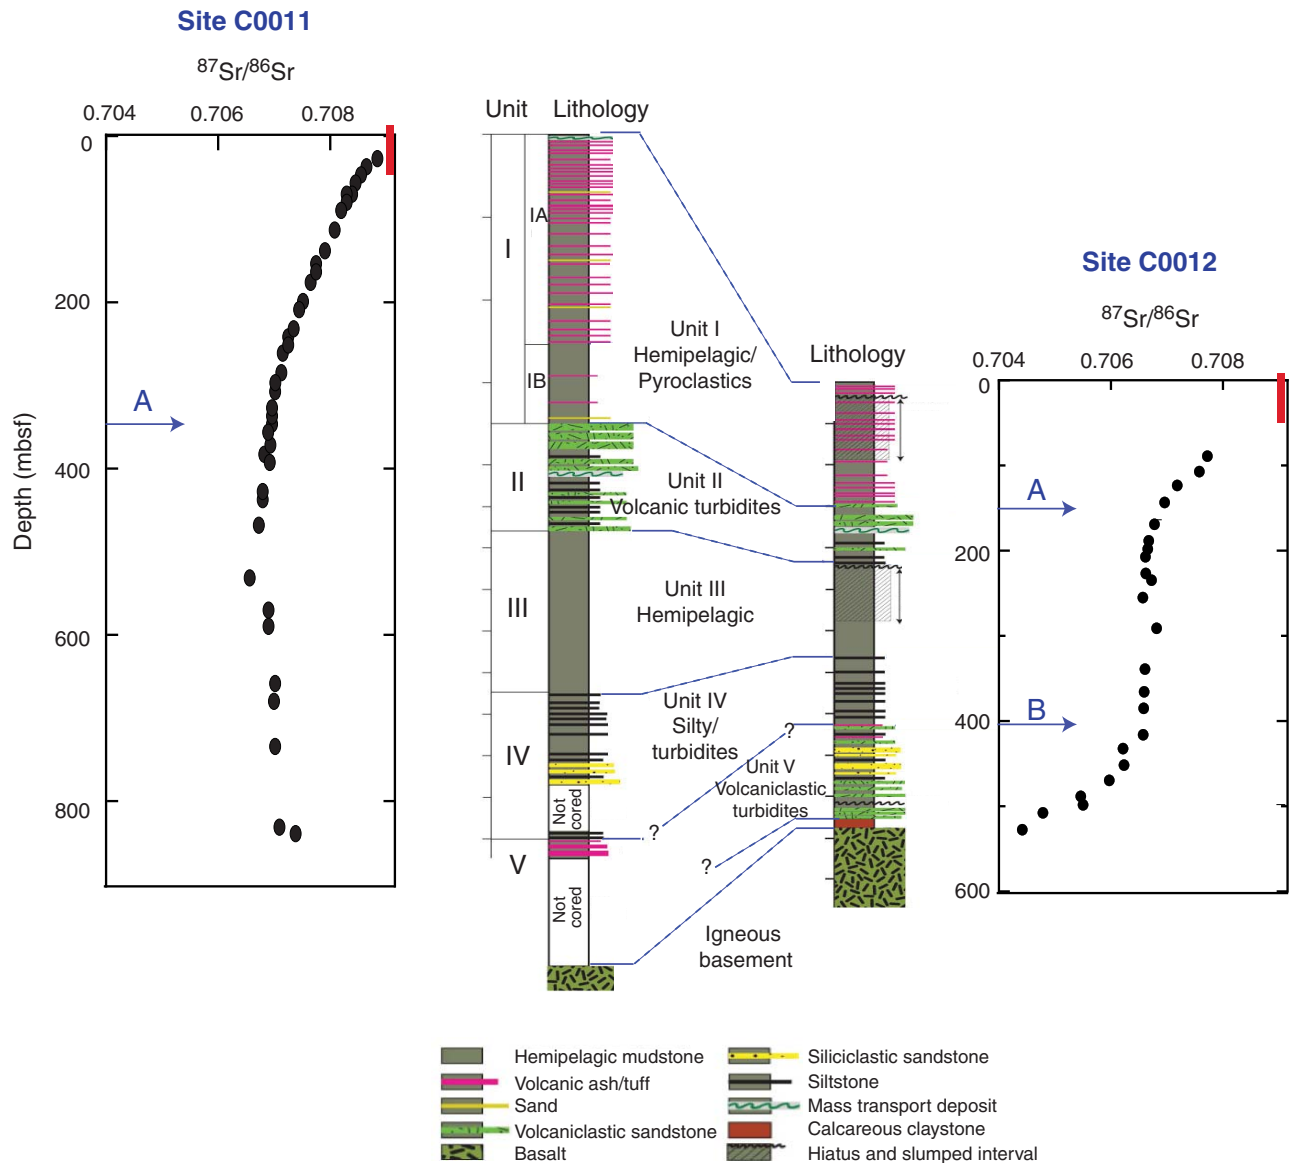 Site C0011
87Sr/86Sr
0.704 0.706 0.708
0
200
400
600
800
Depth (mbsf)
A
Unit Lithology
I
IA
IB
II
III
IV
V
Not cored
Not cored
Unit I
Hemipelagic/
Pyroclastics
Unit II
Volcanic turbidites
Unit III
Hemipelagic
Unit IV
Silty/
turbidites
?
Unit V
Volcaniclastic
turbidites
?
?
Igneous
basement
Lithology
Site C0012
87Sr/86Sr
0.704 0.706 0.708
0
200
400
600
A
B
Hemipelagic mudstone
Volcanic ash/tuff
Sand
Volcaniclastic sandstone
Basalt
Siliciclastic sandstone
Siltstone
Mass transport deposit
Calcareous claystone
Hiatus and slumped interval